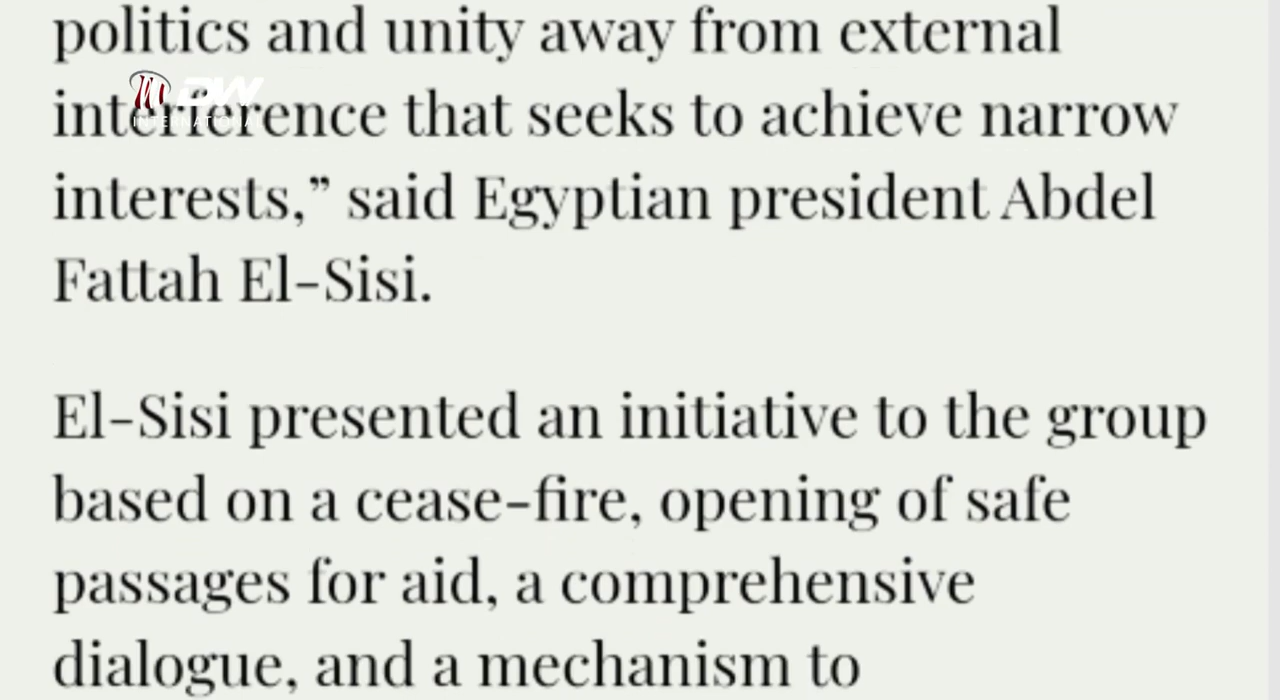 politics and unity away from external
interference that seeks to achieve narrow
interests,” said Egyptian president Abdel
Fattah El-Sisi.
El-Sisi presented an initiative to the group
based on a cease-fire, opening of safe
passages for aid, a comprehensive
dialogue, and a mechanism to
DW
INTERNATIONAL